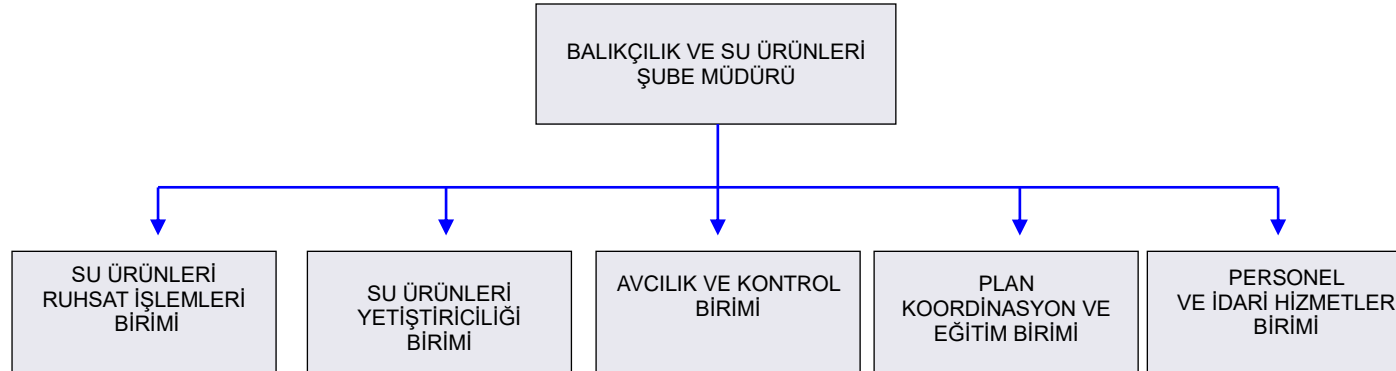 BALIKÇILIK VE SU ÜRÜNLERİ
ŞUBE MÜDÜRÜ
SU ÜRÜNLERİ
RUHSAT İŞLEMLERİ
BİRİMİ
SU ÜRÜNLERİ
YETİŞTİRİCİLİĞİ
BİRİMİ
AVCILIK VE KONTROL
BİRİMİ
PLAN
KOORDİNASYON VE
EĞİTİM BİRİMİ
PERSONEL
VE İDARİ HİZMETLER
BİRİMİ